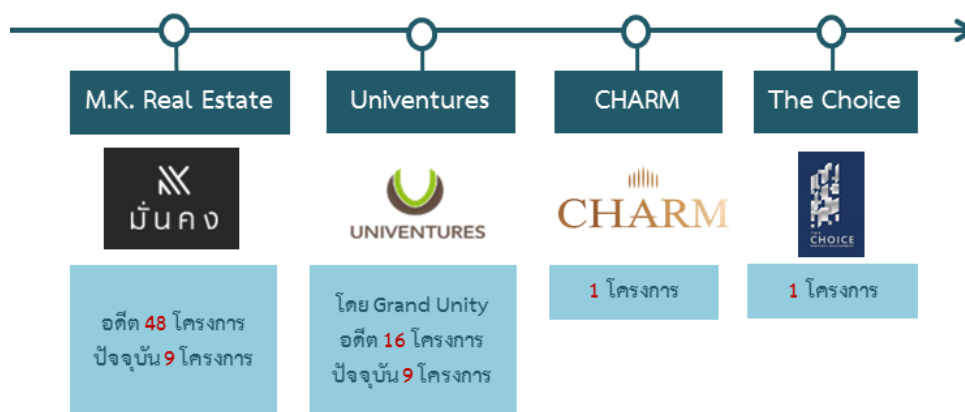 M.K. Real Estate
Univentures
CHARM
The Choice
มั่นคง
UNIVENTURES
CHARM
THE
CHOICE
อดีต 48 โครงการ
ปัจจุบัน 9 โครงการ
โดย Grand Unity
อดีต 16 โครงการ
ปัจจุบัน 9 โครงการ
1 โครงการ
1 โครงการ